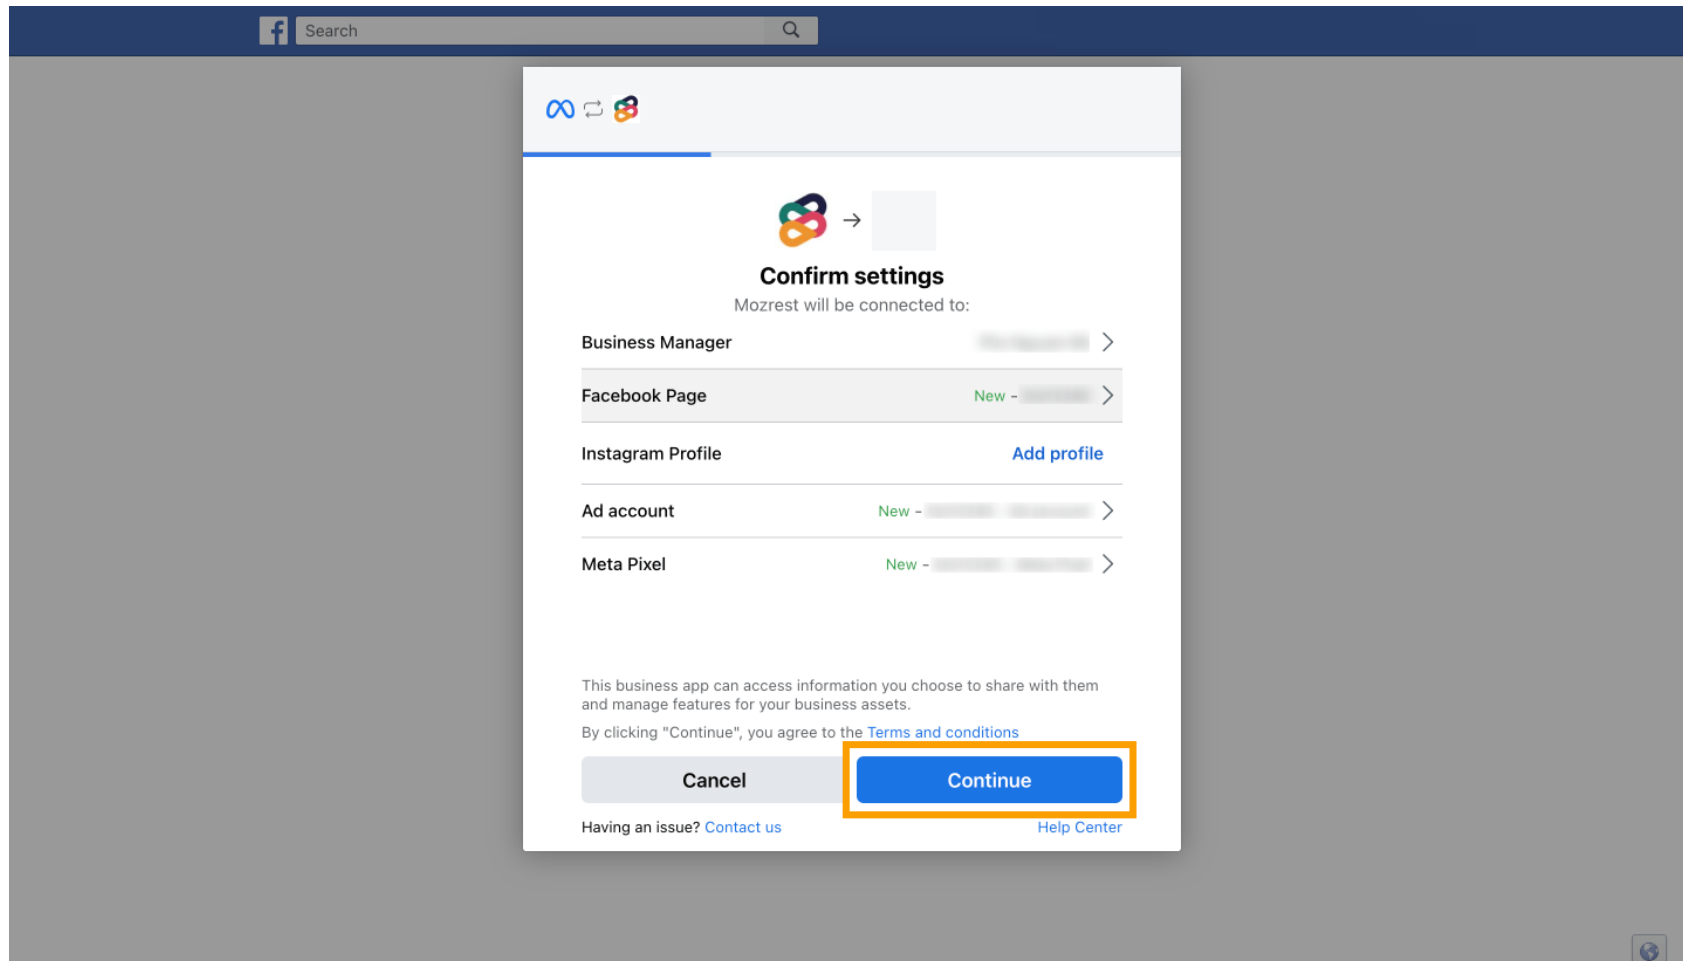 Search
Confirm settings
Mozrest will be connected to:
Business Manager
Facebook Page New -
Instagram Profile Add profile
Ad account New -
Meta Pixel New -
This business app can access information you choose to share with them
and manage features for your business assets.
By clicking "Continue", you agree to the Terms and conditions
Cancel Continue
Having an issue? Contact us Help Center